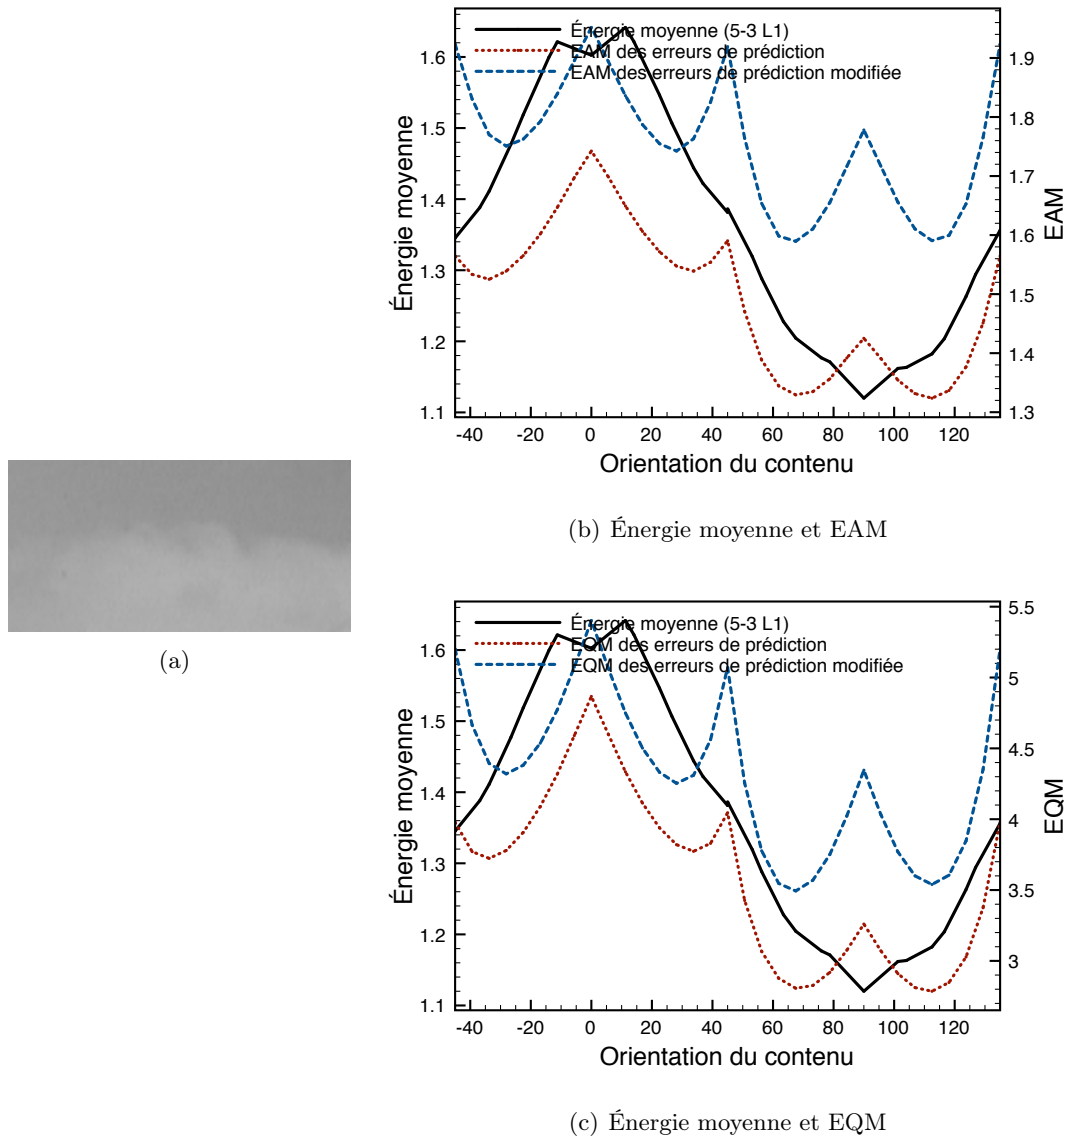 Énergie moyenne (5-3 L1)
EAM des erreurs de prédiction
EAM des erreurs de prédiction modifiée
1.6
1.5
1.4
1.3
1.2
1.1
Énergie moyenne
1.9
1.8
1.7
1.6
1.5
1.4
1.3
EAM
-40 -20 0 20 40 60 80 100 120
Orientation du contenu
(b) Énergie moyenne et EAM
(a)
Énergie moyenne (5-3 L1)
EQM des erreurs de prédiction
EQM des erreurs de prédiction modifiée
1.6
1.5
1.4
1.3
1.2
1.1
Énergie moyenne
5.5
5
4.5
4
3.5
3
EQM
-40 -20 0 20 40 60 80 100 120
Orientation du contenu
(c) Énergie moyenne et EQM